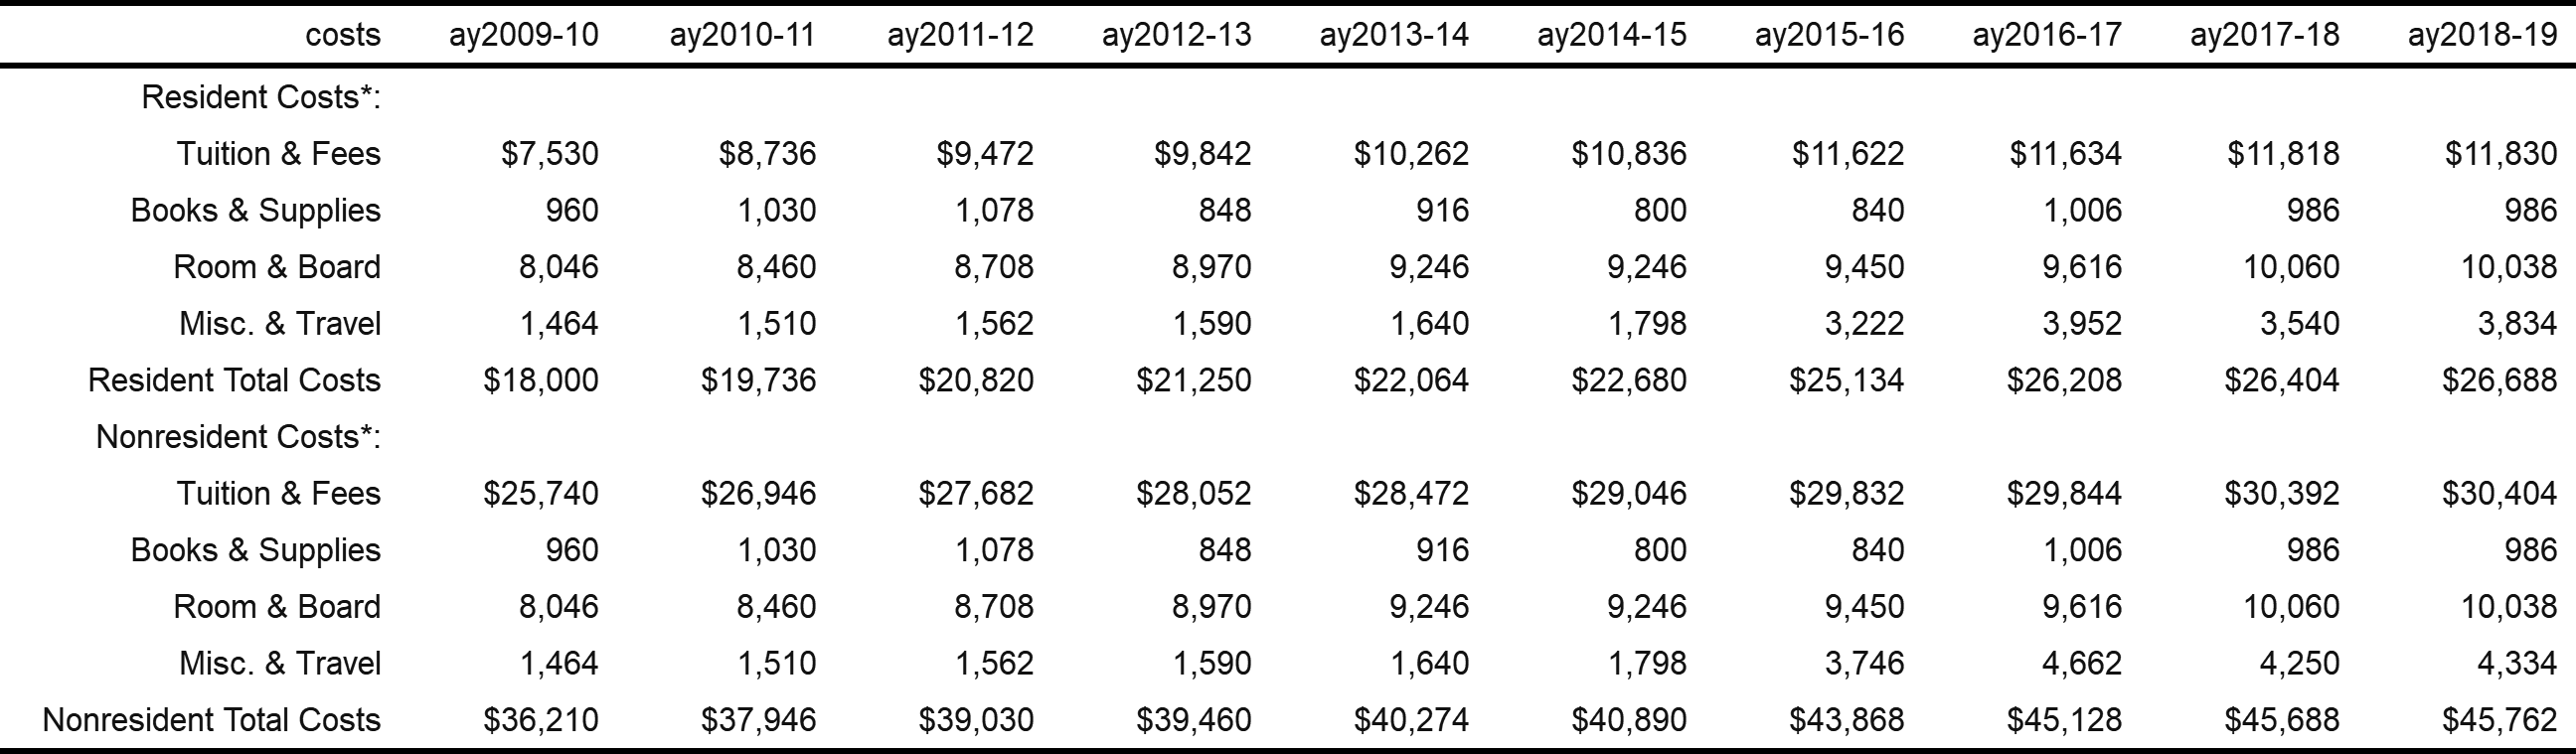 costs ay2009-10 ay2010-11 ay2011-12 ay2012-13 ay2013-14 ay2014-15 ay2015-16 ay2016-17 ay2017-18 ay2018-19
Resident Costs*:
Tuition & Fees $7,530 $8,736 $9,472 $9,842 $10,262 $10,836 $11,622 $11,634 $11,818 $11,830
Books & Supplies 960 1,030 1,078 848 916 800 840 1,006 986 986
Room & Board 8,046 8,460 8,708 8,970 9,246 9,246 9,450 9,616 10,060 10,038
Misc. & Travel 1,464 1,510 1,562 1,590 1,640 1,798 3,222 3,952 3,540 3,834
Resident Total Costs $18,000 $19,736 $20,820 $21,250 $22,064 $22,680 $25,134 $26,208 $26,404 $26,688
Nonresident Costs*:
Tuition & Fees $25,740 $26,946 $27,682 $28,052 $28,472 $29,046 $29,832 $29,844 $30,392 $30,404
Books & Supplies 960 1,030 1,078 848 916 800 840 1,006 986 986
Room & Board 8,046 8,460 8,708 8,970 9,246 9,246 9,450 9,616 10,060 10,038
Misc. & Travel 1,464 1,510 1,562 1,590 1,640 1,798 3,746 4,662 4,250 4,334
Nonresident Total Costs $36,210 $37,946 $39,030 $39,460 $40,274 $40,890 $43,868 $45,128 $45,688 $45,762